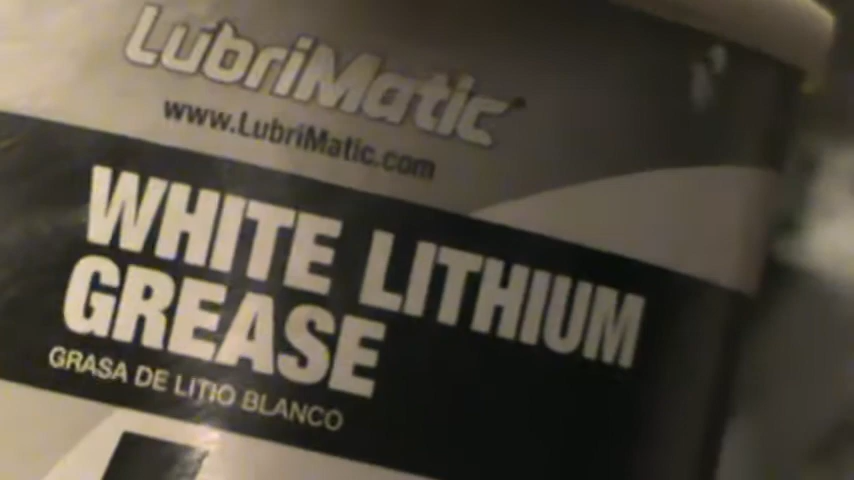 LubriMatic
www.LubriMatic.com
WHITE LITHIUM
GREASE
GRASA DE LITIO BLANCO